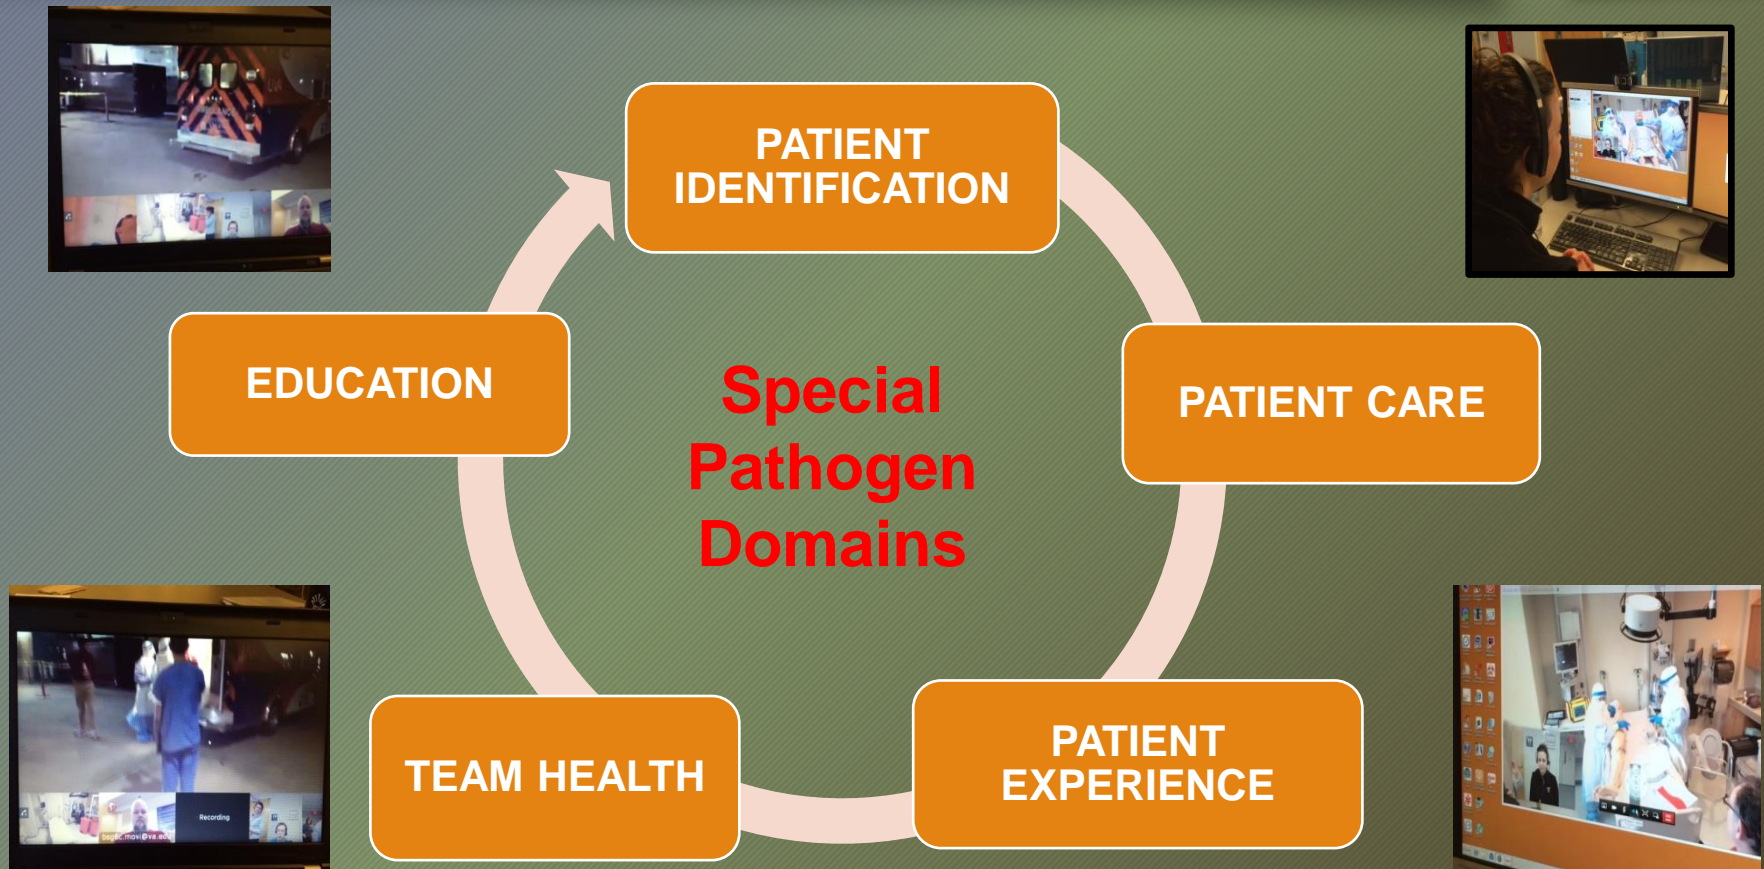 PATIENT
IDENTIFICATION
PATIENT CARE
PATIENT
EXPERIENCE
TEAM HEALTH
EDUCATION
Special
Pathogen
Domains
Recording